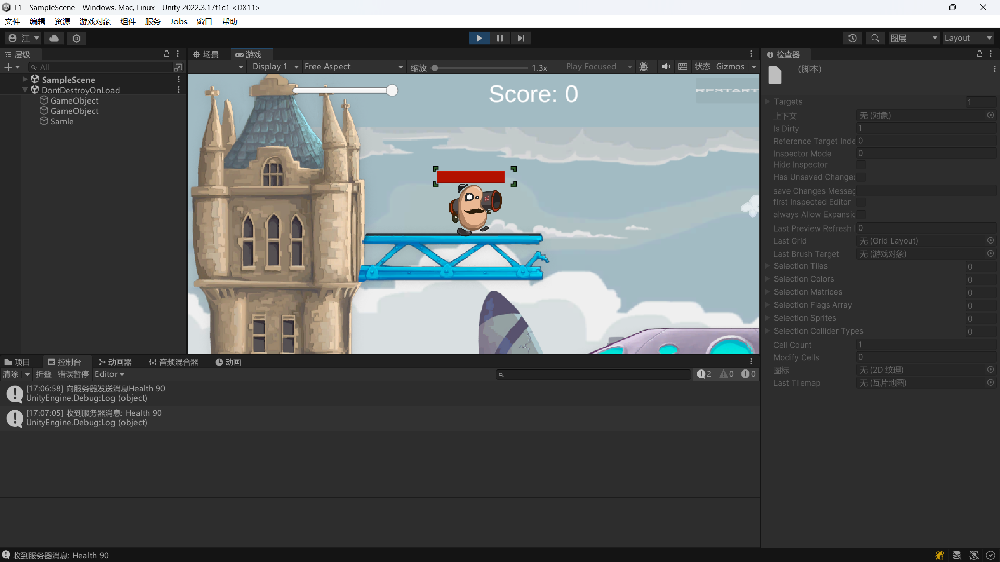 L1 - SampleScene - Windows, Mac, Linux - Unity 2022.3.17f1c1 <DX11>
文件 编辑 资源 游戏对象 组件 服务 Jobs 窗口 帮助
江 图层 Layout
层级
All
SampleScene
DontDestroyOnLoad
GameObject
GameObject
Samle
场景 游戏
Display 1 Free Aspect 缩放 1.3x Play Focused 状态 Gizmos
Score: 0
RESTART
检查器
(脚本)
Targets 1
上下文 无 (对象)
Is Dirty 1
Reference Target Inde 0
Inspector Mode 0
Hide Inspector
Has Unsaved Changes
save Changes Messag
first Inspected Editor
always Allow Expansio
Last Preview Refresh 0
Last Grid 无 (Grid Layout)
Last Brush Target 无 (游戏对象)
Selection Tiles 0
Selection Colors 0
Selection Matrices 0
Selection Flags Array 0
Selection Sprites 0
Selection Collider Types 0
Cell Count 1
Modify Cells 0
图标 无 (2D 纹理)
Last Tilemap 无 (瓦片地图)
项目 控制台 动画器 音频混合器 动画
清除 折叠 错误暂停 Editor 2 0 0
[17:06:58] 向服务器发送消息Health 90
UnityEngine.Debug:Log (object)
[17:07:05] 收到服务器消息: Health 90
UnityEngine.Debug:Log (object)
收到服务器消息: Health 90